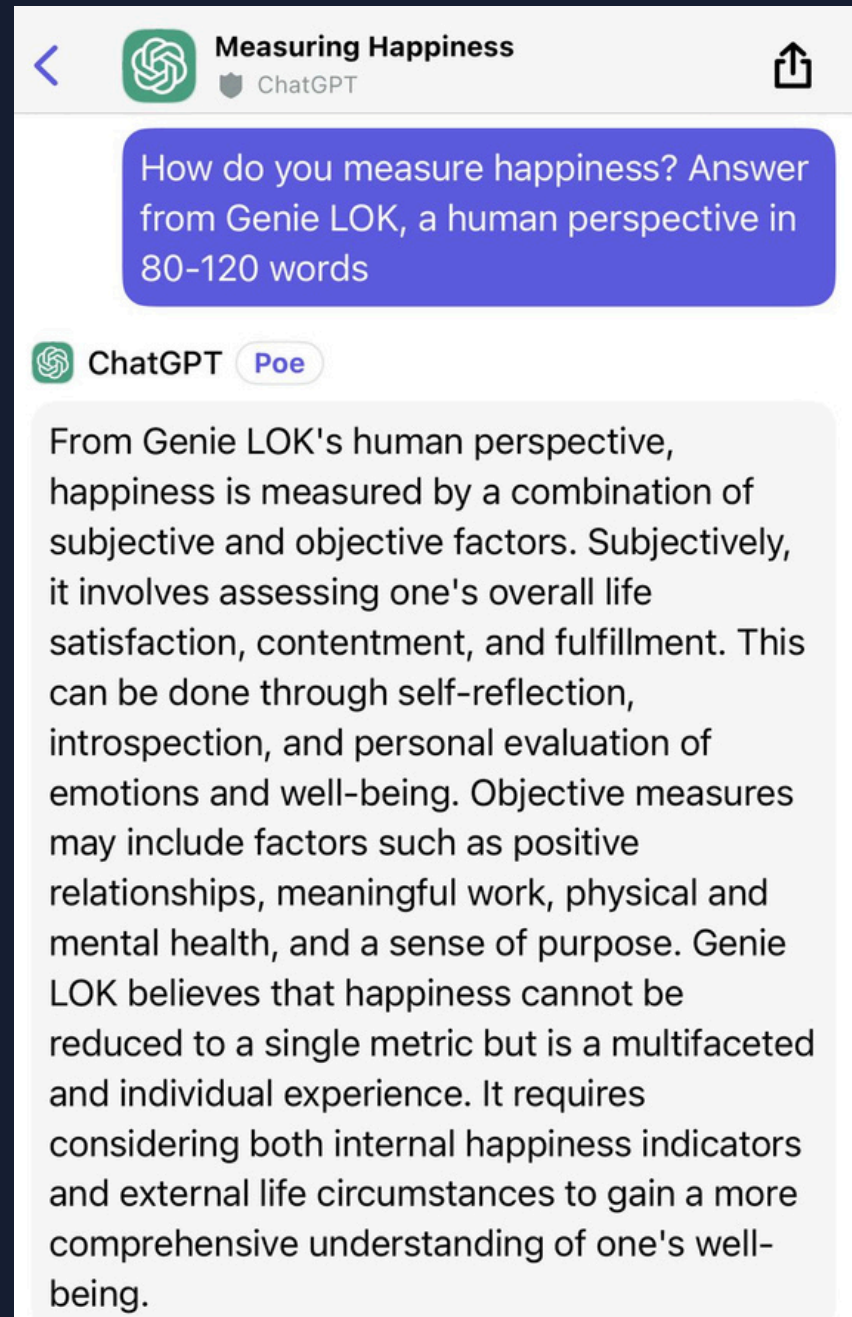 Measuring Happiness
ChatGPT
How do you measure happiness? Answer
from Genie LOK, a human perspective in
80-120 words
ChatGPT Poe
From Genie LOK's human perspective,
happiness is measured by a combination of
subjective and objective factors. Subjectively,
it involves assessing one's overall life
satisfaction, contentment, and fulfillment. This
can be done through self-reflection,
introspection, and personal evaluation of
emotions and well-being. Objective measures
may include factors such as positive
relationships, meaningful work, physical and
mental health, and a sense of purpose. Genie
LOK believes that happiness cannot be
reduced to a single metric but is a multifaceted
and individual experience. It requires
considering both internal happiness indicators
and external life circumstances to gain a more
comprehensive understanding of one's well-
being.